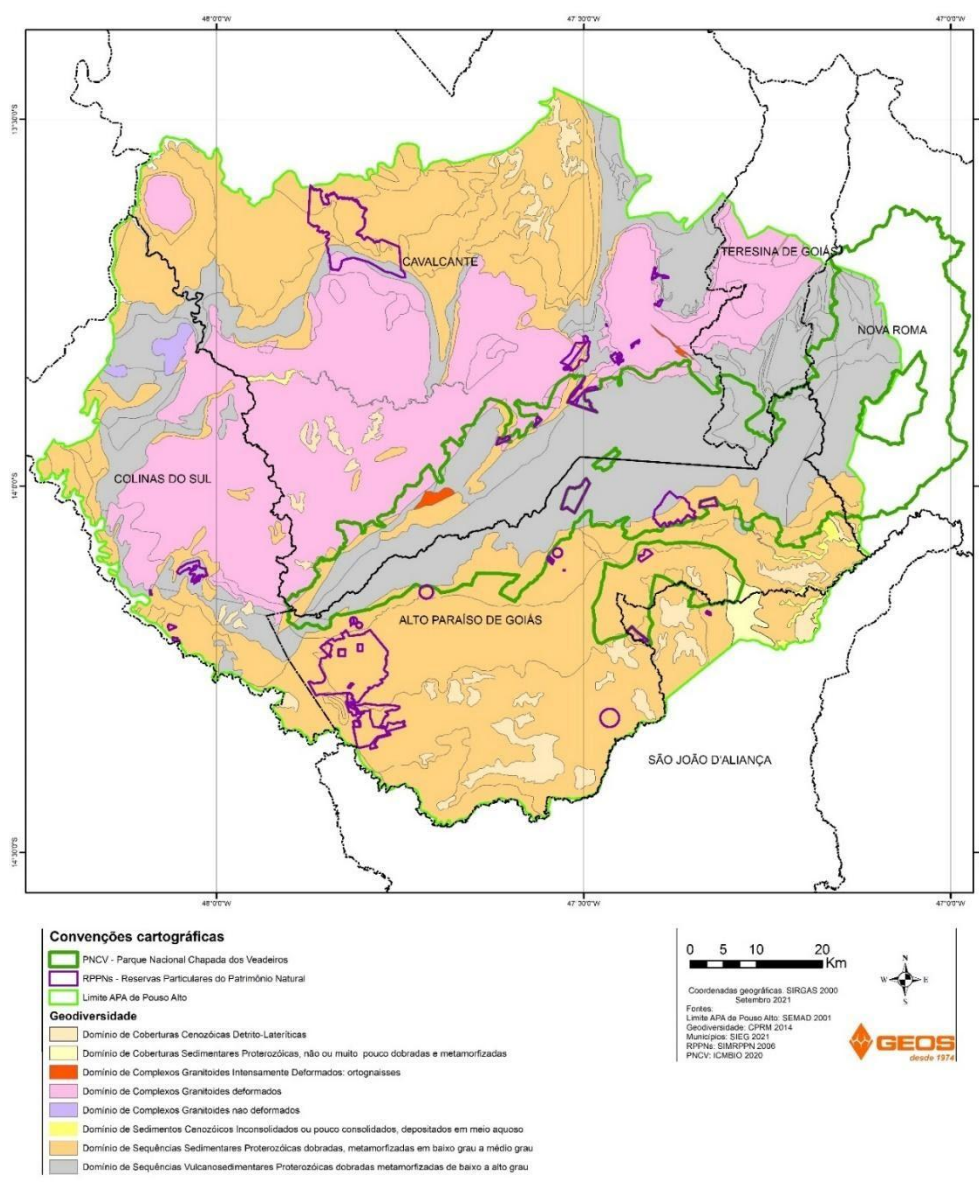 48°0'0"W
47°30'0"W
47°0'0"W
13°30'0"S
TERESINA DE GOIÁS
CAVALCANTE
NOVA ROMA
COLINAS DO SUL
14°0'0"S
ALTO PARAÍSO DE GOIÁS
SÃO JOÃO D'ALIANÇA
14°30'0"S
48°0'0"W
47°30'0"W
47°0'0"W
Convenções cartográficas
PNCV - Parque Nacional Chapada dos Veadeiros
RPPNs - Reservas Particulares do Patrimônio Natural
Limite APA de Pouso Alto
Geodiversidade
Domínio de Coberturas Cenozóicas Detrito-Lateríticas
Domínio de Coberturas Sedimentares Proterozóicas, não ou muito pouco dobradas e metamorfizadas
Domínio de Complexos Granitoides Intensamente Deformados: ortognaisses
Domínio de Complexos Granitoides deformados
Domínio de Complexos Granitoides nao deformados
Domínio de Sedimentos Cenozóicos Inconsolidados ou pouco consolidados, depositados em meio aquoso
Domínio de Sequências Sedimentares Proterozóicas dobradas, metamorfizadas em baixo grau a médio grau
Domínio de Sequências Vulcanosedimentares Proterozóicas dobradas metamorfizadas de baixo a alto grau
0 5 10 20
Km
Coordenadas geográficas. SIRGAS 2000
Setembro 2021
Fontes:
Limite APA de Pouso Alto: SEMAD 2001
Geodiversidade: CPRM 2014
Municípios: SIEG 2021
RPPNs: SIMRPPN 2006
PNCV: ICMBIO 2020
N
W E
S
GEOS
desde 1974